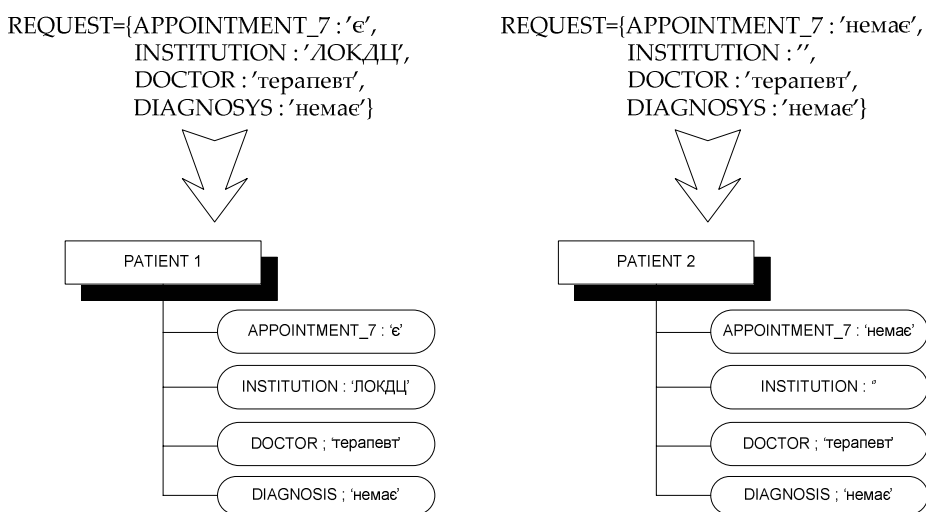 REQUEST={APPOINTMENT_7 : 'є',
INSTITUTION : 'ЛОКДЦ',
DOCTOR : 'терапевт',
DIAGNOSYS : 'немає'}
PATIENT 1
APPOINTMENT_7 : 'є'
INSTITUTION : 'ЛОКДЦ'
DOCTOR ; 'терапевт'
DIAGNOSIS ; 'немає'
REQUEST={APPOINTMENT_7 : 'немає',
INSTITUTION : '',
DOCTOR : 'терапевт',
DIAGNOSYS : 'немає'}
PATIENT 2
APPOINTMENT_7 : 'немає'
INSTITUTION : ''
DOCTOR ; 'терапевт'
DIAGNOSIS ; 'немає'